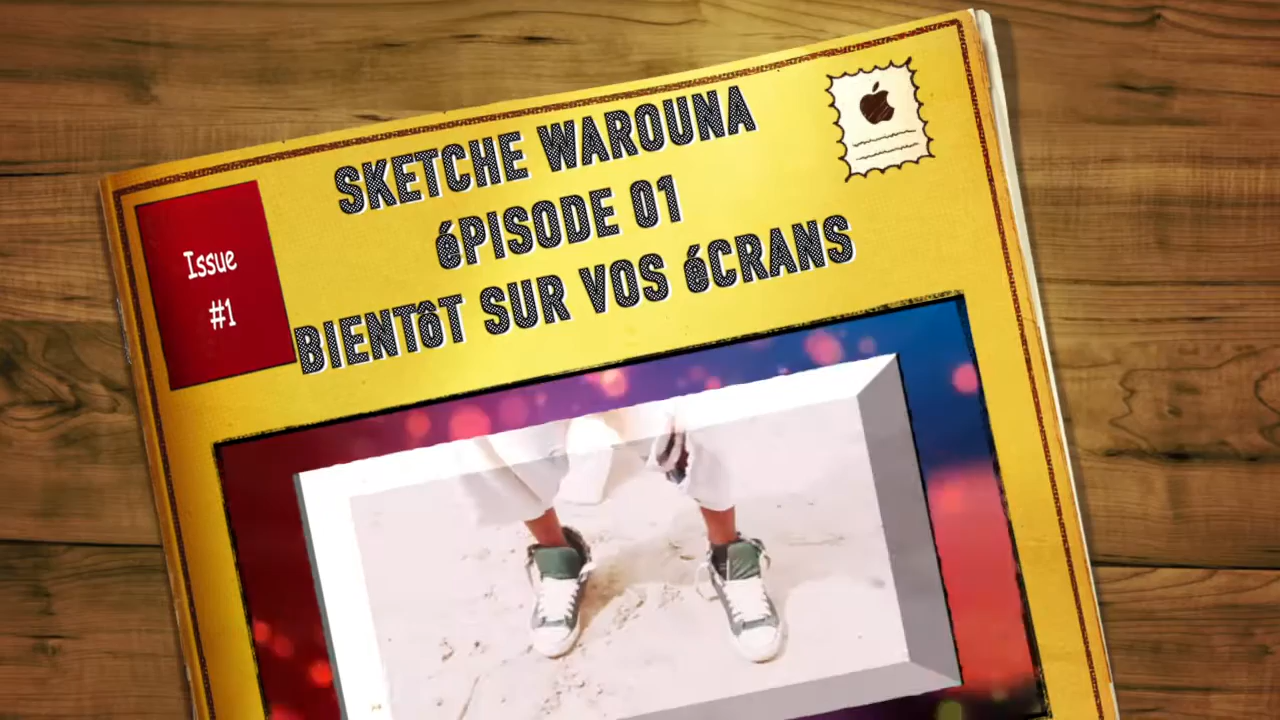 SKETCHE WAROUNA
éPISODE 01
BIENTôT SUR VOS éCRANS
Issue
#1